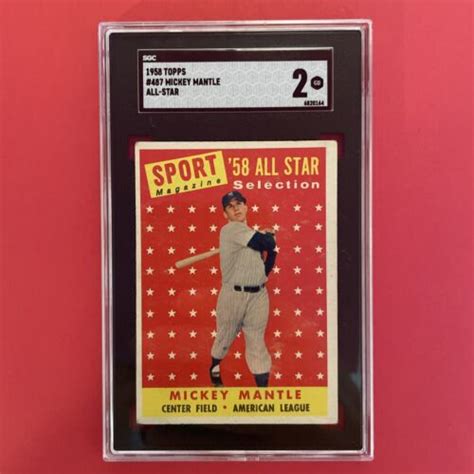 SGC
1958 TOPPS
#487 MICKEY MANTLE
ALL-STAR
2 GD
6820164
SPORT Magazine
'58 ALL STAR
Selection
MICKEY MANTLE
CENTER FIELD • AMERICAN LEAGUE